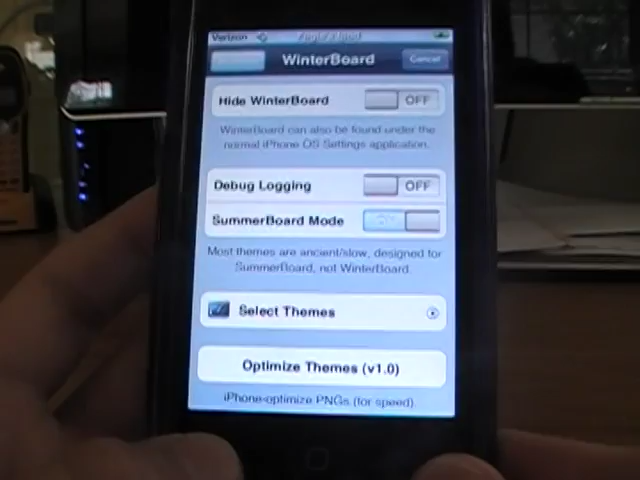 Verizon
WinterBoard
Cancel
Hide WinterBoard
OFF
WinterBoard can also be found under the
normal iPhone OS Settings application.
Debug Logging
OFF
SummerBoard Mode
ON
Most themes are ancient/slow, designed for
SummerBoard, not WinterBoard.
Select Themes
Optimize Themes (v1.0)
iPhone-optimize PNGs (for speed).